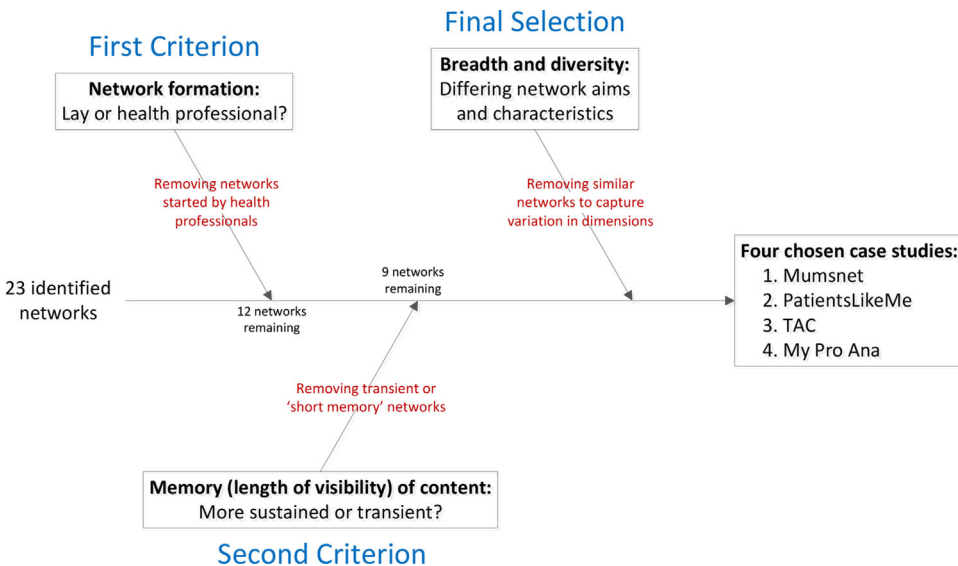 First Criterion
Network formation:
Lay or health professional?
Removing networks
started by health
professionals
Final Selection
Breadth and diversity:
Differing network aims
and characteristics
Removing similar
networks to capture
variation in dimensions
23 identified
networks
12 networks
remaining
9 networks
remaining
Four chosen case studies:
1. Mumsnet
2. PatientsLikeMe
3. TAC
4. My Pro Ana
Removing transient or
‘short memory’ networks
Memory (length of visibility) of content:
More sustained or transient?
Second Criterion